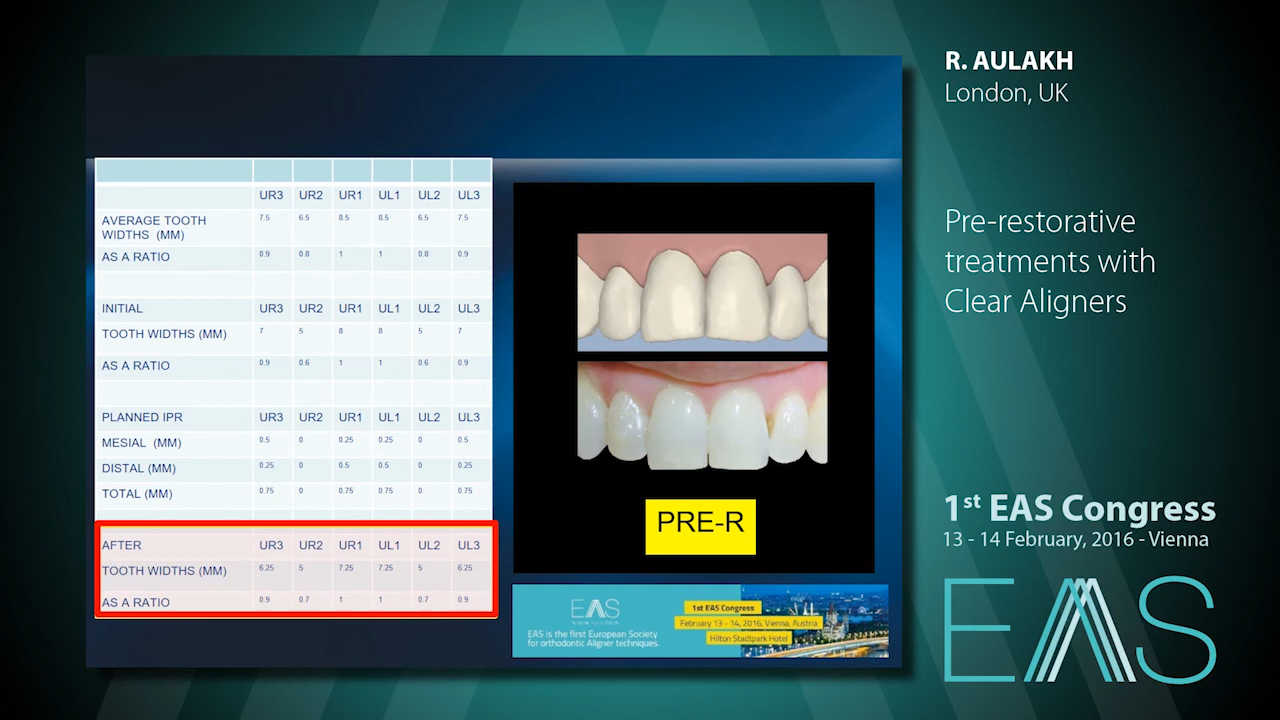 R. AULAKH
London, UK
Pre-restorative
treatments with
Clear Aligners
1st EAS Congress
13 - 14 February, 2016 - Vienna
EAS
UR3 UR2 UR1 UL1 UL2 UL3
AVERAGE TOOTH
WIDTHS (MM) 7.5 6.5 8.5 8.5 6.5 7.5
AS A RATIO 0.9 0.8 1 1 0.8 0.9
INITIAL UR3 UR2 UR1 UL1 UL2 UL3
TOOTH WIDTHS (MM) 7 5 8 8 5 7
AS A RATIO 0.9 0.6 1 1 0.6 0.9
PLANNED IPR UR3 UR2 UR1 UL1 UL2 UL3
MESIAL (MM) 0.5 0 0.25 0.25 0 0.5
DISTAL (MM) 0.25 0 0.5 0.5 0 0.25
TOTAL (MM) 0.75 0 0.75 0.75 0 0.75
AFTER UR3 UR2 UR1 UL1 UL2 UL3
TOOTH WIDTHS (MM) 6.25 5 7.25 7.25 5 6.25
AS A RATIO 0.9 0.7 1 1 0.7 0.9
PRE-R
EAS
EAS is the first European Society
for orthodontic Aligner techniques.
1st EAS Congress
February 13 - 14, 2016, Vienna, Austria
Hilton Stadtpark Hotel